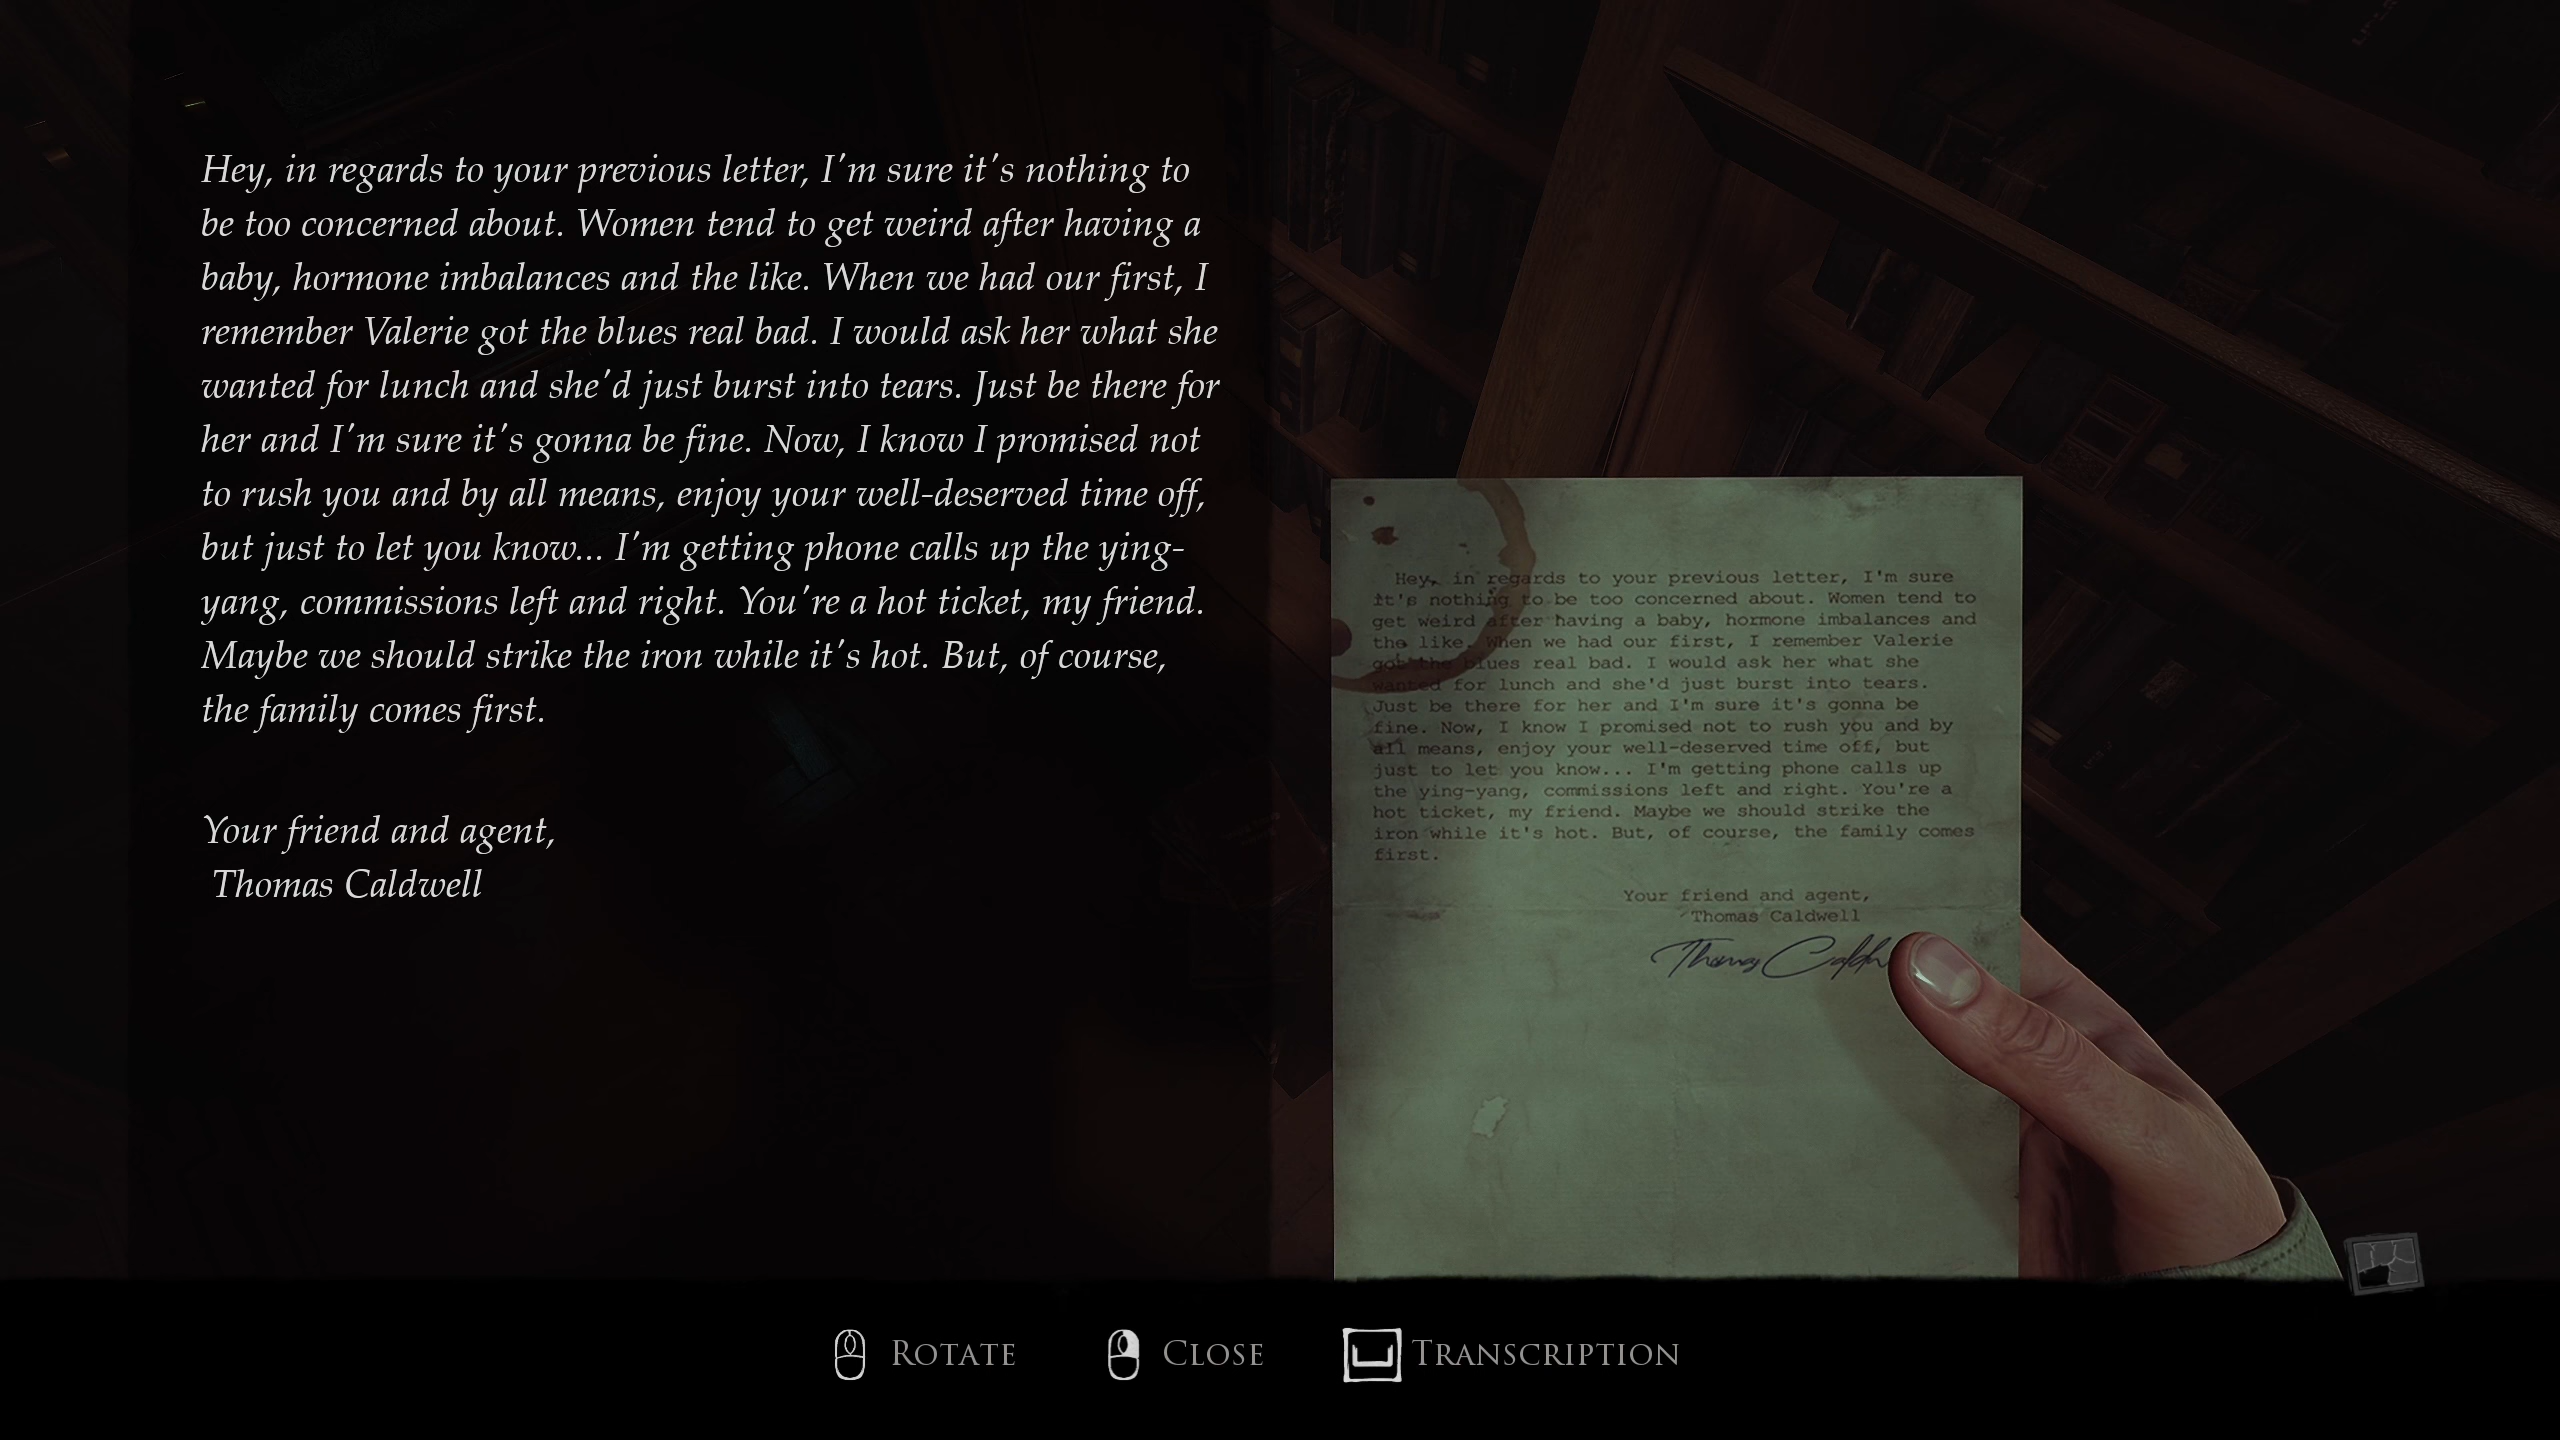 Hey, in regards to your previous letter, I'm sure it's nothing to
be too concerned about. Women tend to get weird after having a
baby, hormone imbalances and the like. When we had our first, I
remember Valerie got the blues real bad. I would ask her what she
wanted for lunch and she'd just burst into tears. Just be there for
her and I'm sure it's gonna be fine. Now, I know I promised not
to rush you and by all means, enjoy your well-deserved time off,
but just to let you know... I'm getting phone calls up the ying-
yang, commissions left and right. You're a hot ticket, my friend.
Maybe we should strike the iron while it's hot. But, of course,
the family comes first.
Your friend and agent,
Thomas Caldwell
Hey, in regards to your previous letter, I'm sure
it's nothing to be too concerned about. Women tend to
get weird after having a baby, hormone imbalances and
the like. When we had our first, I remember Valerie
got the blues real bad. I would ask her what she
wanted for lunch and she'd just burst into tears.
Just be there for her and I'm sure it's gonna be
fine. Now, I know I promised not to rush you and by
all means, enjoy your well-deserved time off, but
just to let you know... I'm getting phone calls up
the ying-yang, commissions left and right. You're a
hot ticket, my friend. Maybe we should strike the
iron while it's hot. But, of course, the family comes
first.
Your friend and agent,
Thomas Caldwell
Thomas Caldw
Rotate
Close
Transcription